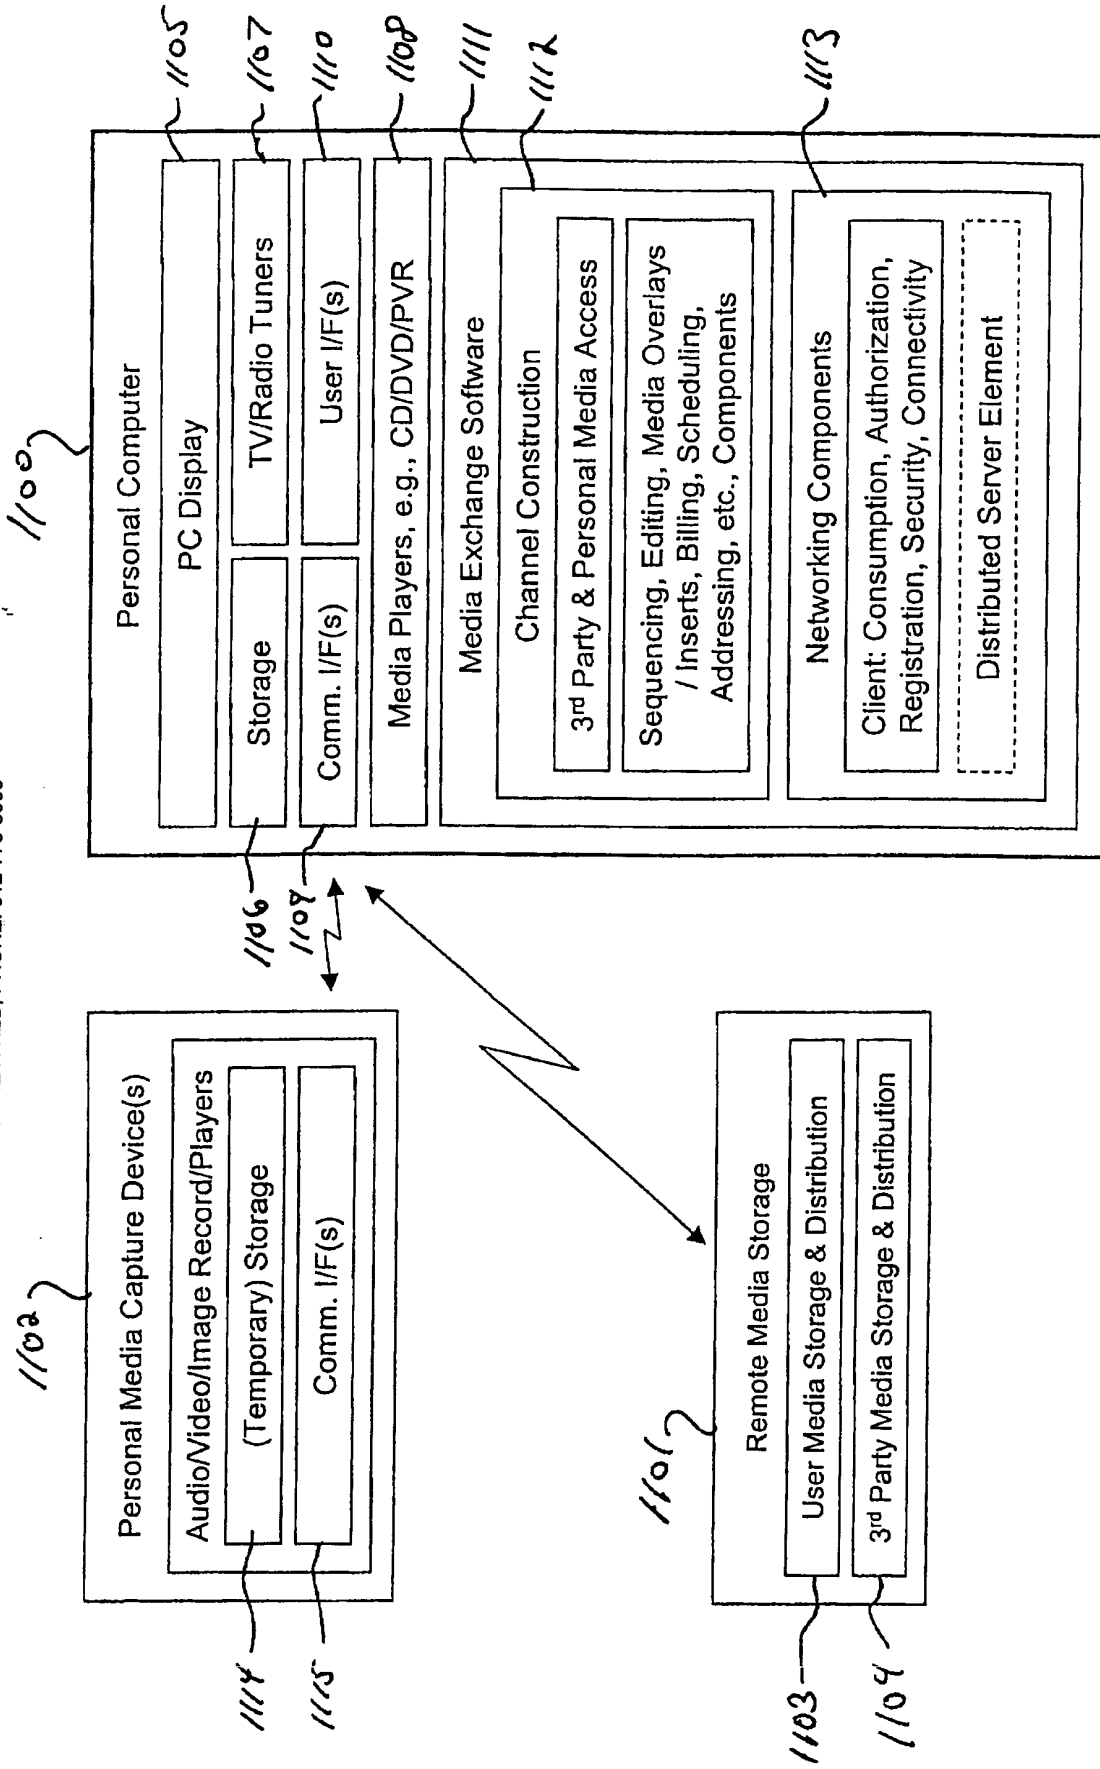 1100
Personal Computer
PC Display
1105
Storage
TV/Radio Tuners
1106
1107
Comm. I/F(s)
User I/F(s)
1109
1110
Media Players, e.g., CD/DVD/PVR
1108
Media Exchange Software
1111
Channel Construction
1112
3rd Party & Personal Media Access
Sequencing, Editing, Media Overlays
/ Inserts, Billing, Scheduling,
Addressing, etc., Components
Networking Components
1113
Client: Consumption, Authorization,
Registration, Security, Connectivity
Distributed Server Element
1102
Personal Media Capture Device(s)
Audio/Video/Image Record/Players
(Temporary) Storage
1114
Comm. I/F(s)
1115
1101
Remote Media Storage
User Media Storage & Distribution
1103
3rd Party Media Storage & Distribution
1104